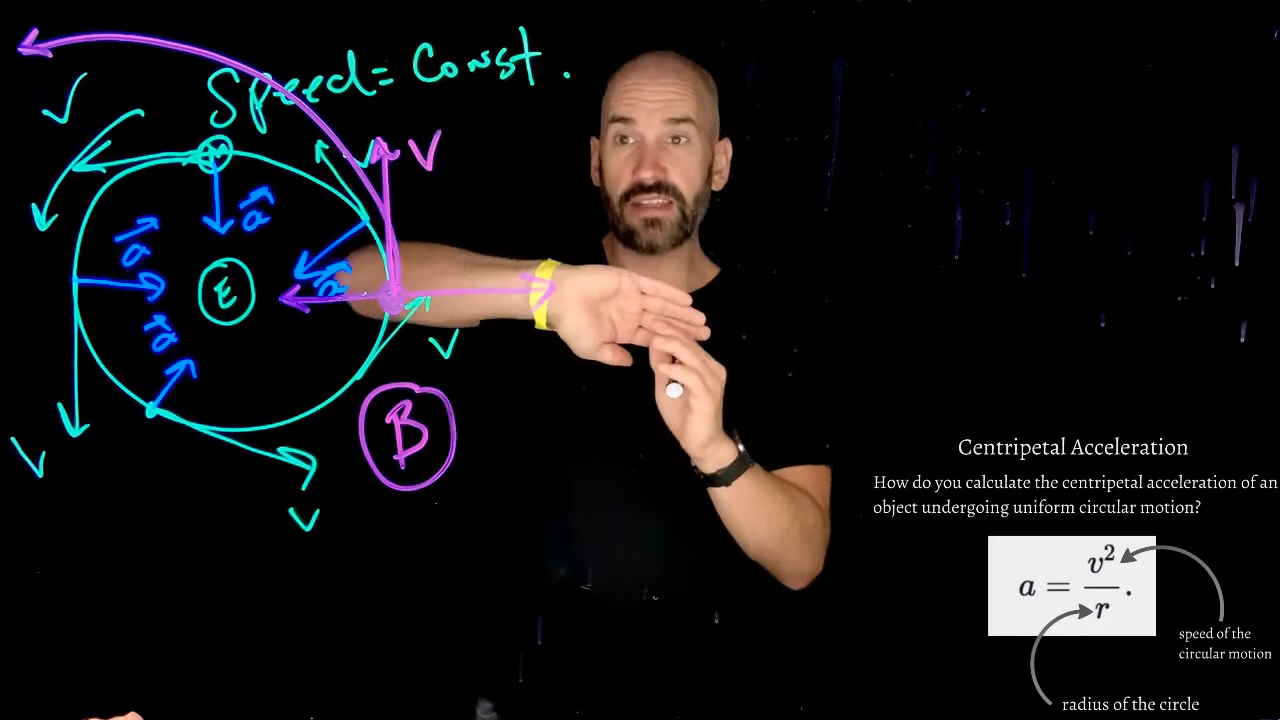 Speed = Const.
V
V
V
m
a
a
a
E
a
V
B
V
V
Centripetal Acceleration
How do you calculate the centripetal acceleration of an
object undergoing uniform circular motion?
a = v²/r.
speed of the
circular motion
radius of the circle